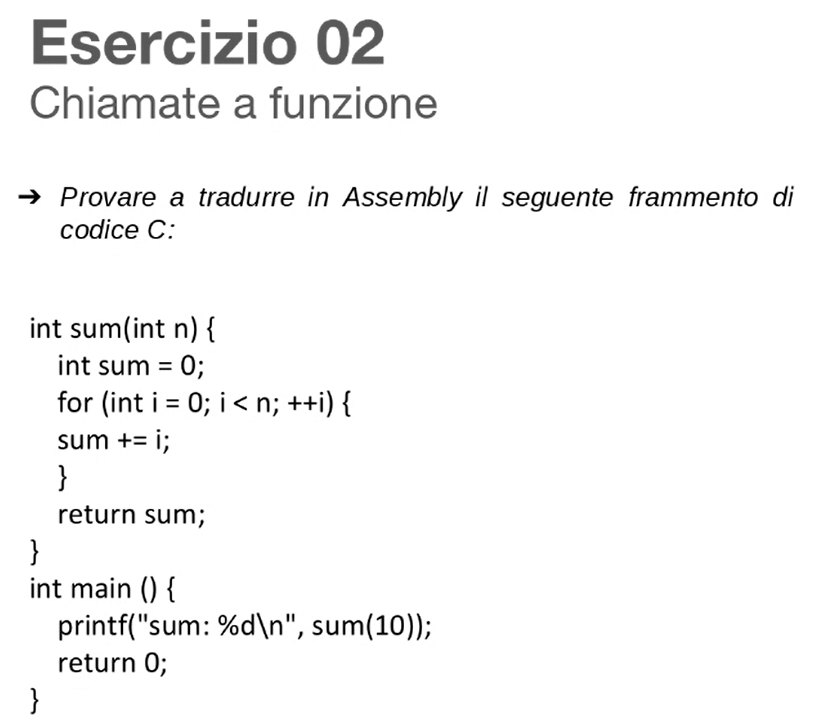 Esercizio 02
Chiamate a funzione
➔ Provare a tradurre in Assembly il seguente frammento di
codice C:
int sum(int n) {
int sum = 0;
for (int i = 0; i < n; ++i) {
sum += i;
}
return sum;
}
int main () {
printf("sum: %d\n", sum(10));
return 0;
}